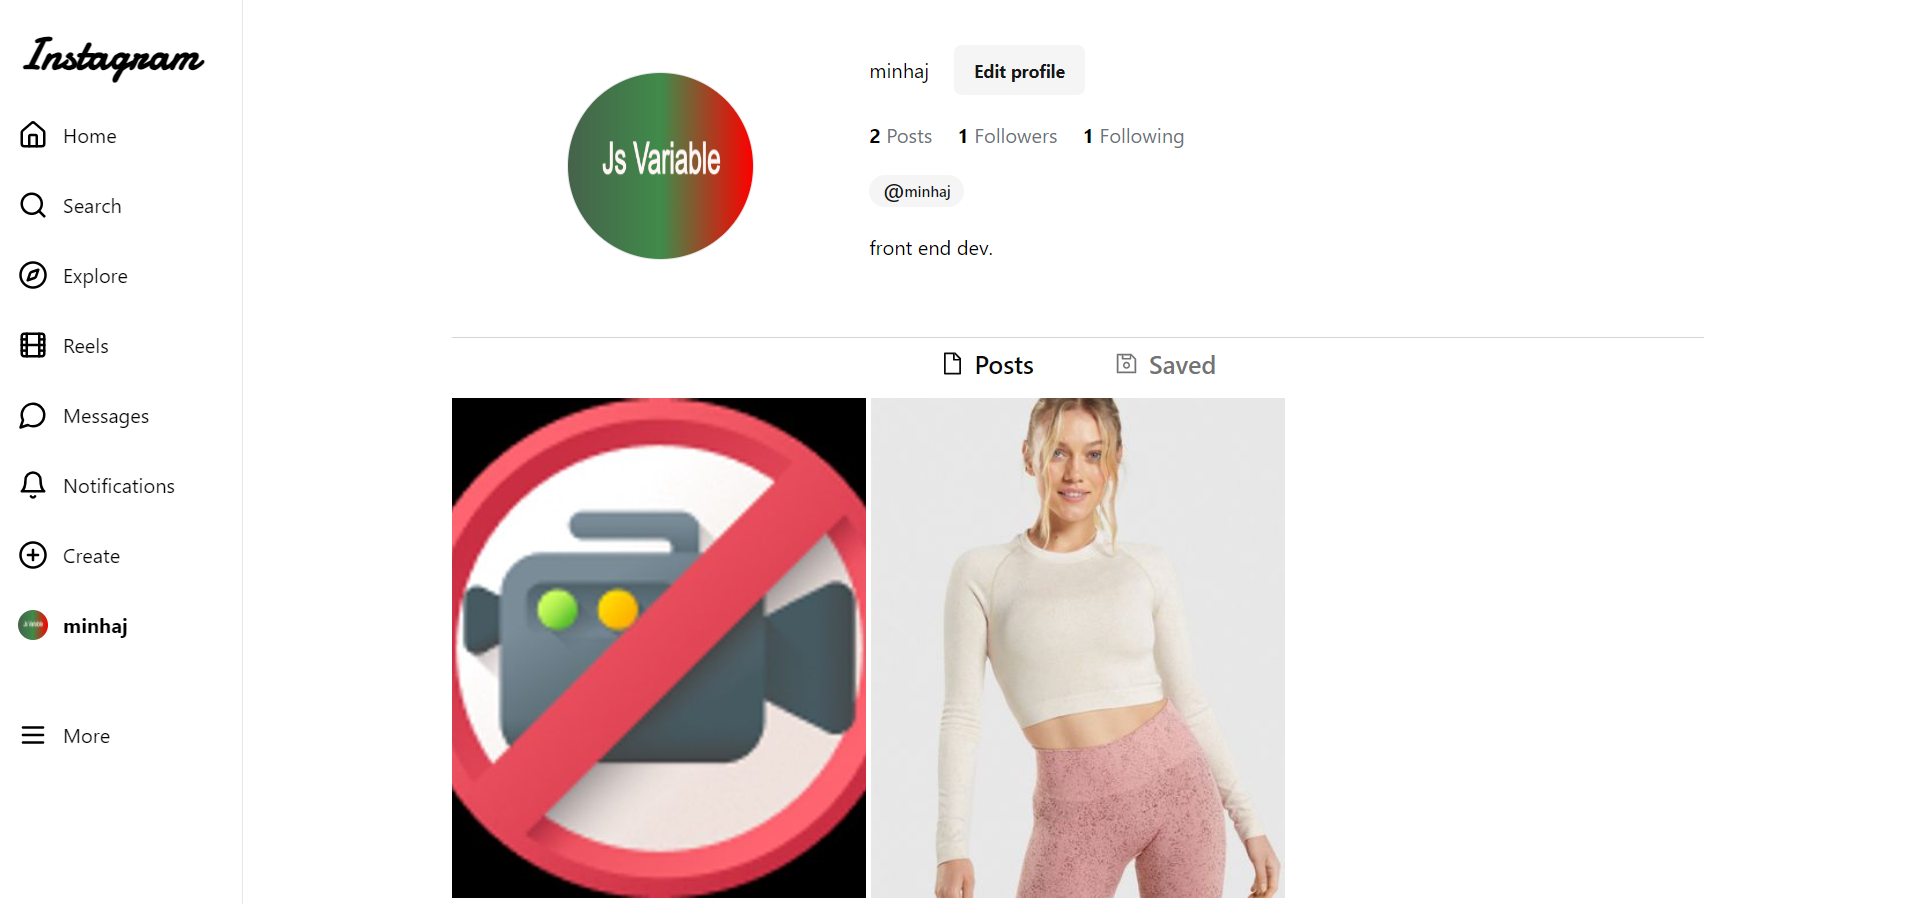 Instagram
Home
Search
Explore
Reels
Messages
Notifications
Create
minhaj
More
Js Variable
minhaj Edit profile
2 Posts 1 Followers 1 Following
@minhaj
front end dev.
Posts Saved